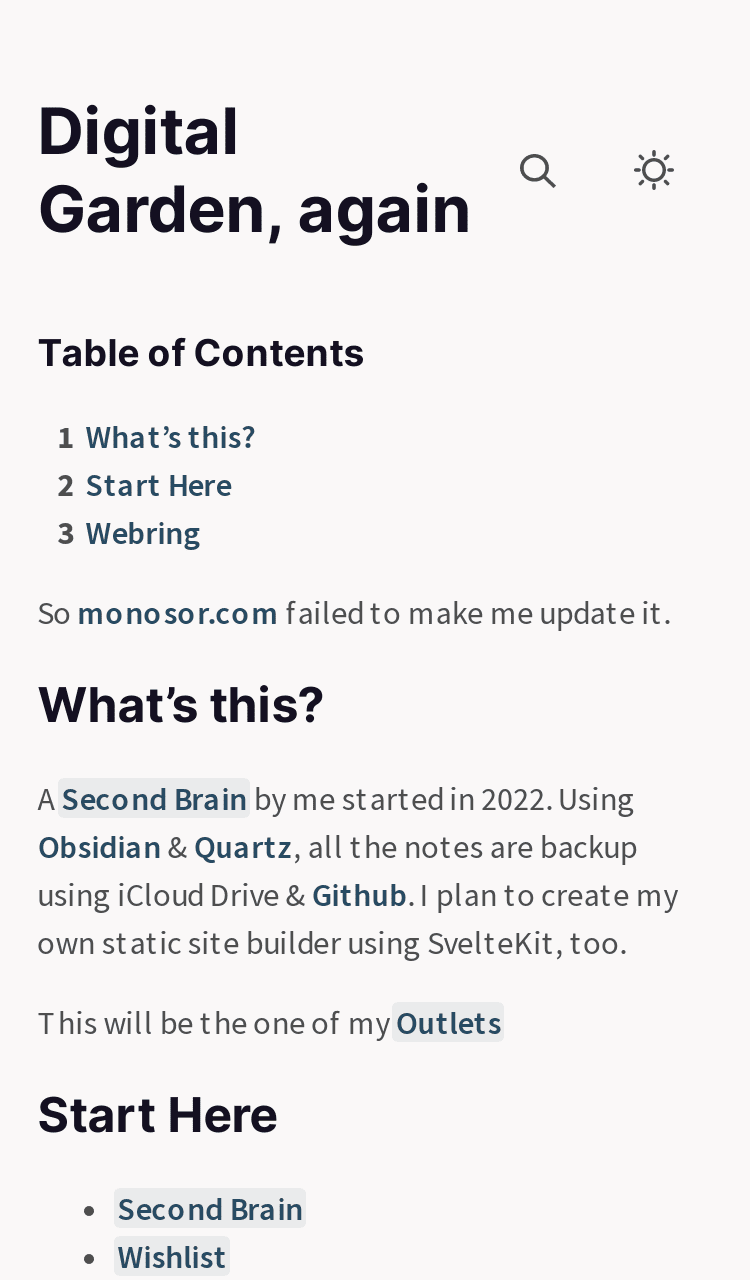 Digital
Garden, again
Table of Contents
1 What’s this?
2 Start Here
3 Webring
So monosor.com failed to make me update it.
What’s this?
A Second Brain by me started in 2022. Using
Obsidian & Quartz, all the notes are backup
using iCloud Drive & Github. I plan to create my
own static site builder using SvelteKit, too.
This will be the one of my Outlets
Start Here
• Second Brain
• Wishlist